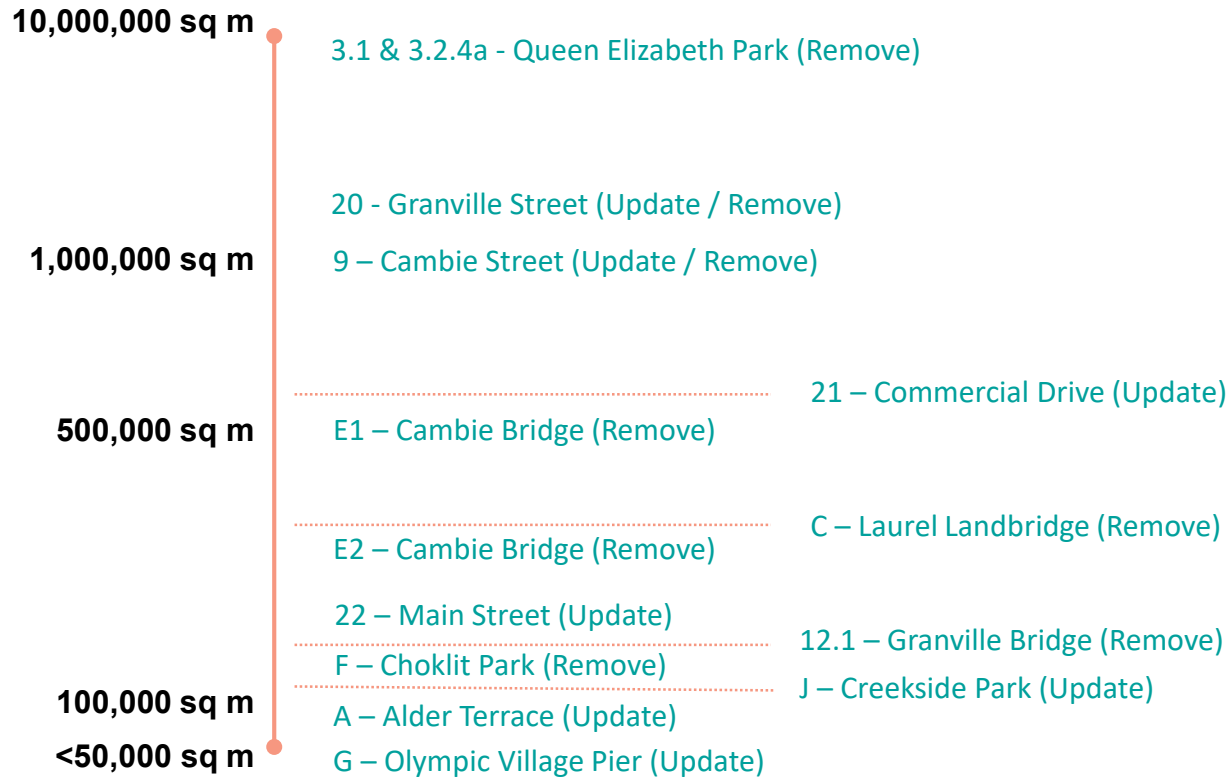 10,000,000 sq m
3.1 & 3.2.4a - Queen Elizabeth Park (Remove)
20 - Granville Street (Update / Remove)
1,000,000 sq m
9 – Cambie Street (Update / Remove)
21 – Commercial Drive (Update)
500,000 sq m
E1 – Cambie Bridge (Remove)
C – Laurel Landbridge (Remove)
E2 – Cambie Bridge (Remove)
22 – Main Street (Update)
12.1 – Granville Bridge (Remove)
F – Choklit Park (Remove)
J – Creekside Park (Update)
100,000 sq m
A – Alder Terrace (Update)
<50,000 sq m
G – Olympic Village Pier (Update)